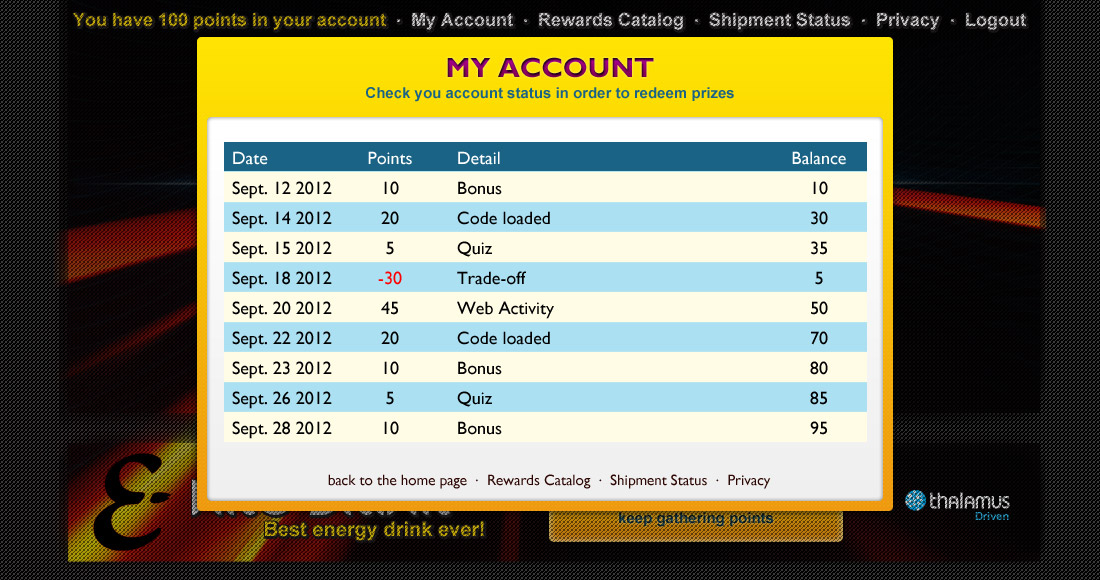 You have 100 points in your account · My Account · Rewards Catalog · Shipment Status · Privacy · Logout
MY ACCOUNT
Check you account status in order to redeem prizes
Date Points Detail Balance
Sept. 12 2012 10 Bonus 10
Sept. 14 2012 20 Code loaded 30
Sept. 15 2012 5 Quiz 35
Sept. 18 2012 -30 Trade-off 5
Sept. 20 2012 45 Web Activity 50
Sept. 22 2012 20 Code loaded 70
Sept. 23 2012 10 Bonus 80
Sept. 26 2012 5 Quiz 85
Sept. 28 2012 10 Bonus 95
back to the home page · Rewards Catalog · Shipment Status · Privacy
Best energy drink ever!
keep gathering points
thalamus
Driven